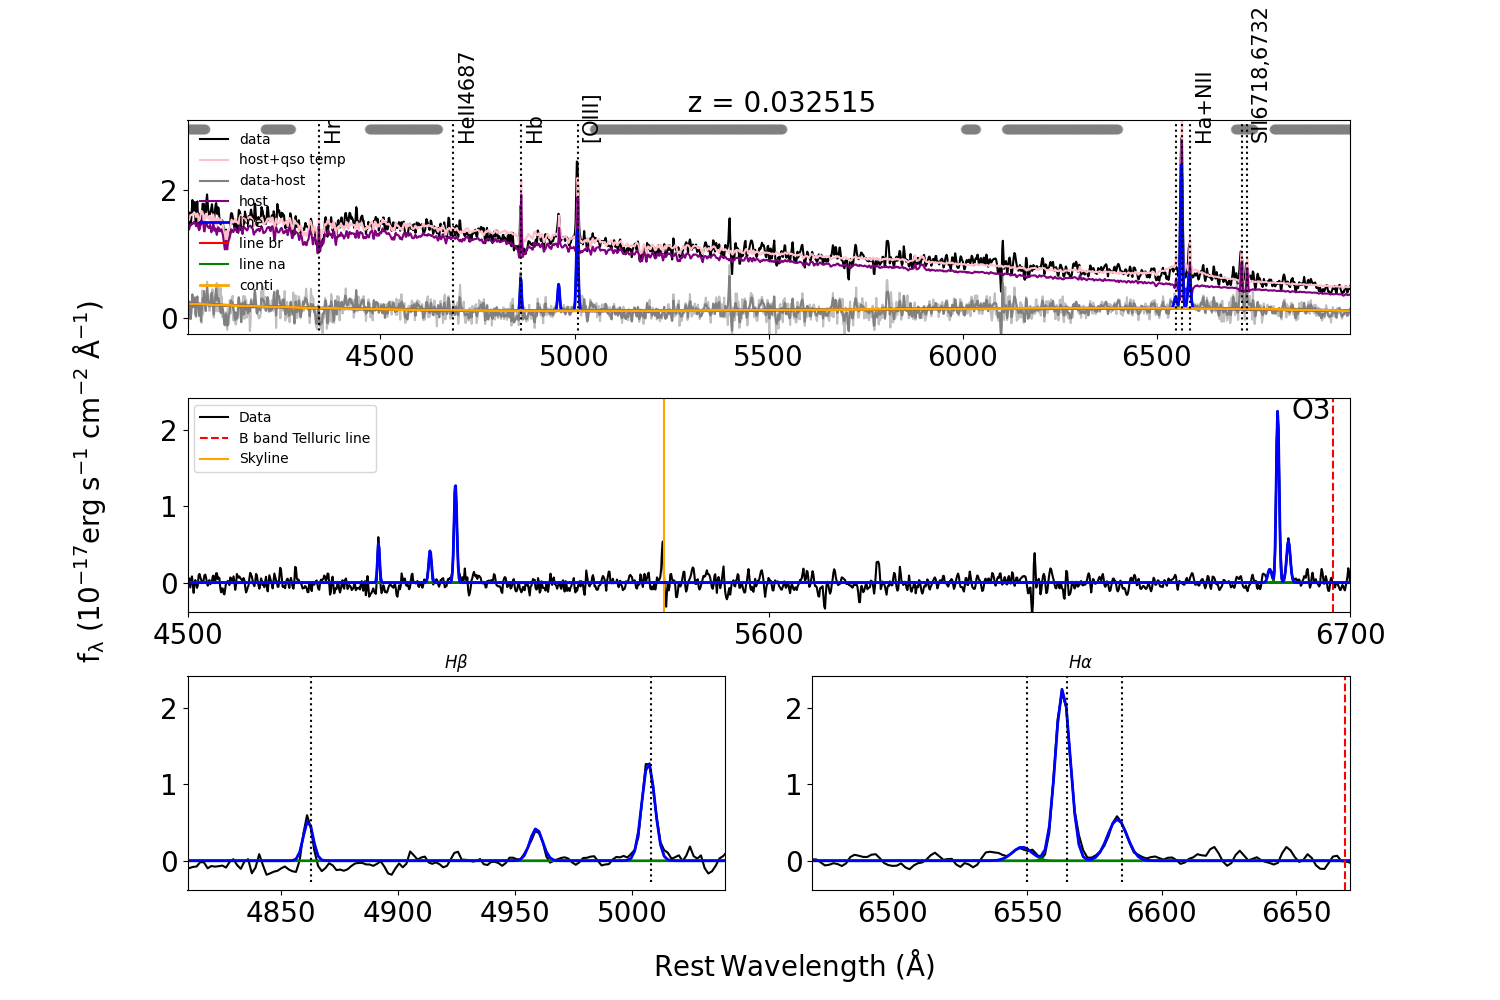 z = 0.032515
Hr
HeII4687
Hb
[OIII]
Ha+NII
SII6718,6732
data
host+qso temp
data-host
host
line
line br
line na
conti
2
0
4500
5000
5500
6000
6500
Data
B band Telluric line
Skyline
O3
2
1
0
4500
5600
6700
fλ (10−17erg s−1 cm−2 Å−1)
Hβ
2
1
0
4850
4900
4950
5000
Hα
2
1
0
6500
6550
6600
6650
Rest Wavelength (Å)